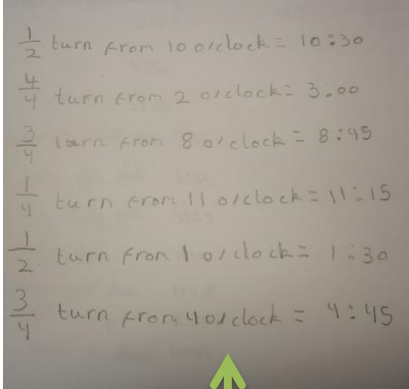 1/2 turn from 10 o'clock = 10:30
4/4 turn from 2 o'clock = 3:00
3/4 turn from 8 o'clock = 8:45
1/4 turn from 11 o'clock = 11:15
1/2 turn from 1 o'clock = 1:30
3/4 turn from 4 o'clock = 4:45